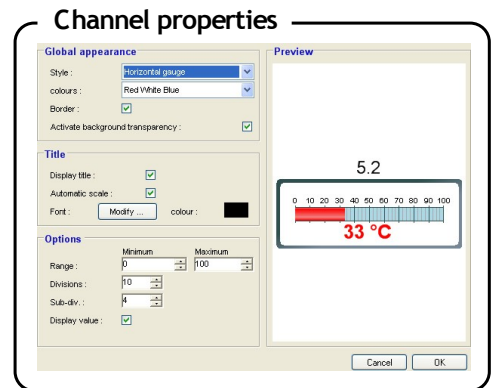 Channel properties
Global appearance
Style :
Horizontal gauge
colours :
Red White Blue
Border :
Activate background transparency :
Title
Display title :
Automatic scale :
Font :
Modify ...
colour :
Options
Minimum
Maximum
Range :
0
100
Divisions :
10
Sub-div. :
4
Display value :
Preview
5.2
0 10 20 30 40 50 60 70 80 90 100
33 °C
Cancel
OK